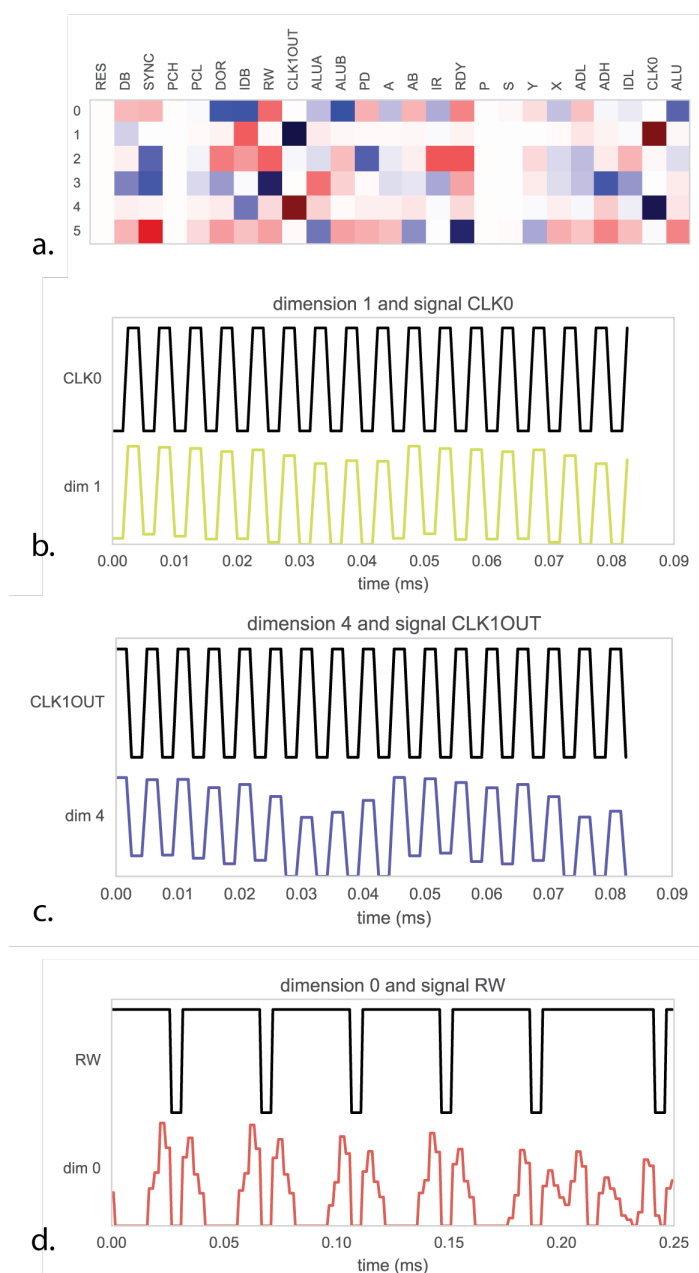 RES DB SYNC PCH PCL DOR IDB RW CLK1OUT ALUA ALUB PD A AB IR RDY P S Y X ADL ADH IDL CLK0 ALU
0
1
2
3
4
5
a.
dimension 1 and signal CLK0
CLK0
dim 1
b.
0.00 0.01 0.02 0.03 0.04 0.05 0.06 0.07 0.08 0.09
time (ms)
dimension 4 and signal CLK1OUT
CLK1OUT
dim 4
0.00 0.01 0.02 0.03 0.04 0.05 0.06 0.07 0.08 0.09
c.
time (ms)
dimension 0 and signal RW
RW
dim 0
d.
0.00 0.05 0.10 0.15 0.20 0.25
time (ms)